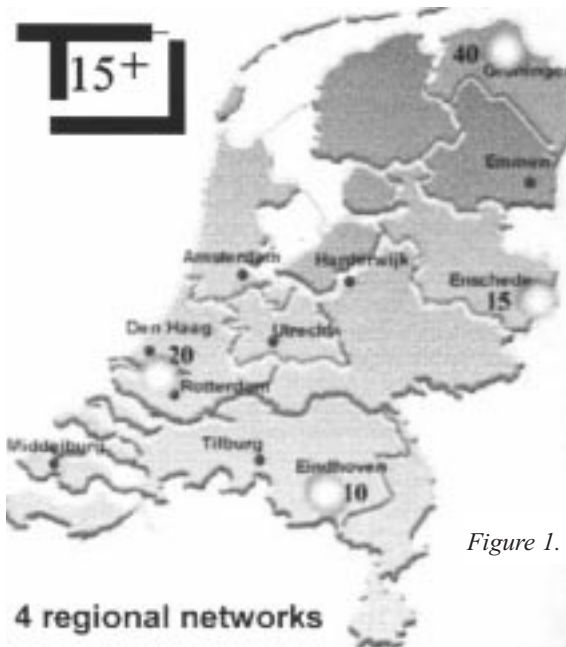 15+
40
Groningen
Emmen
Amsterdam
Harderwijk
Enschede
15
Den Haag
20
Utrecht
Rotterdam
Middelburg
Tilburg
Eindhoven
10
Figure 1.
4 regional networks